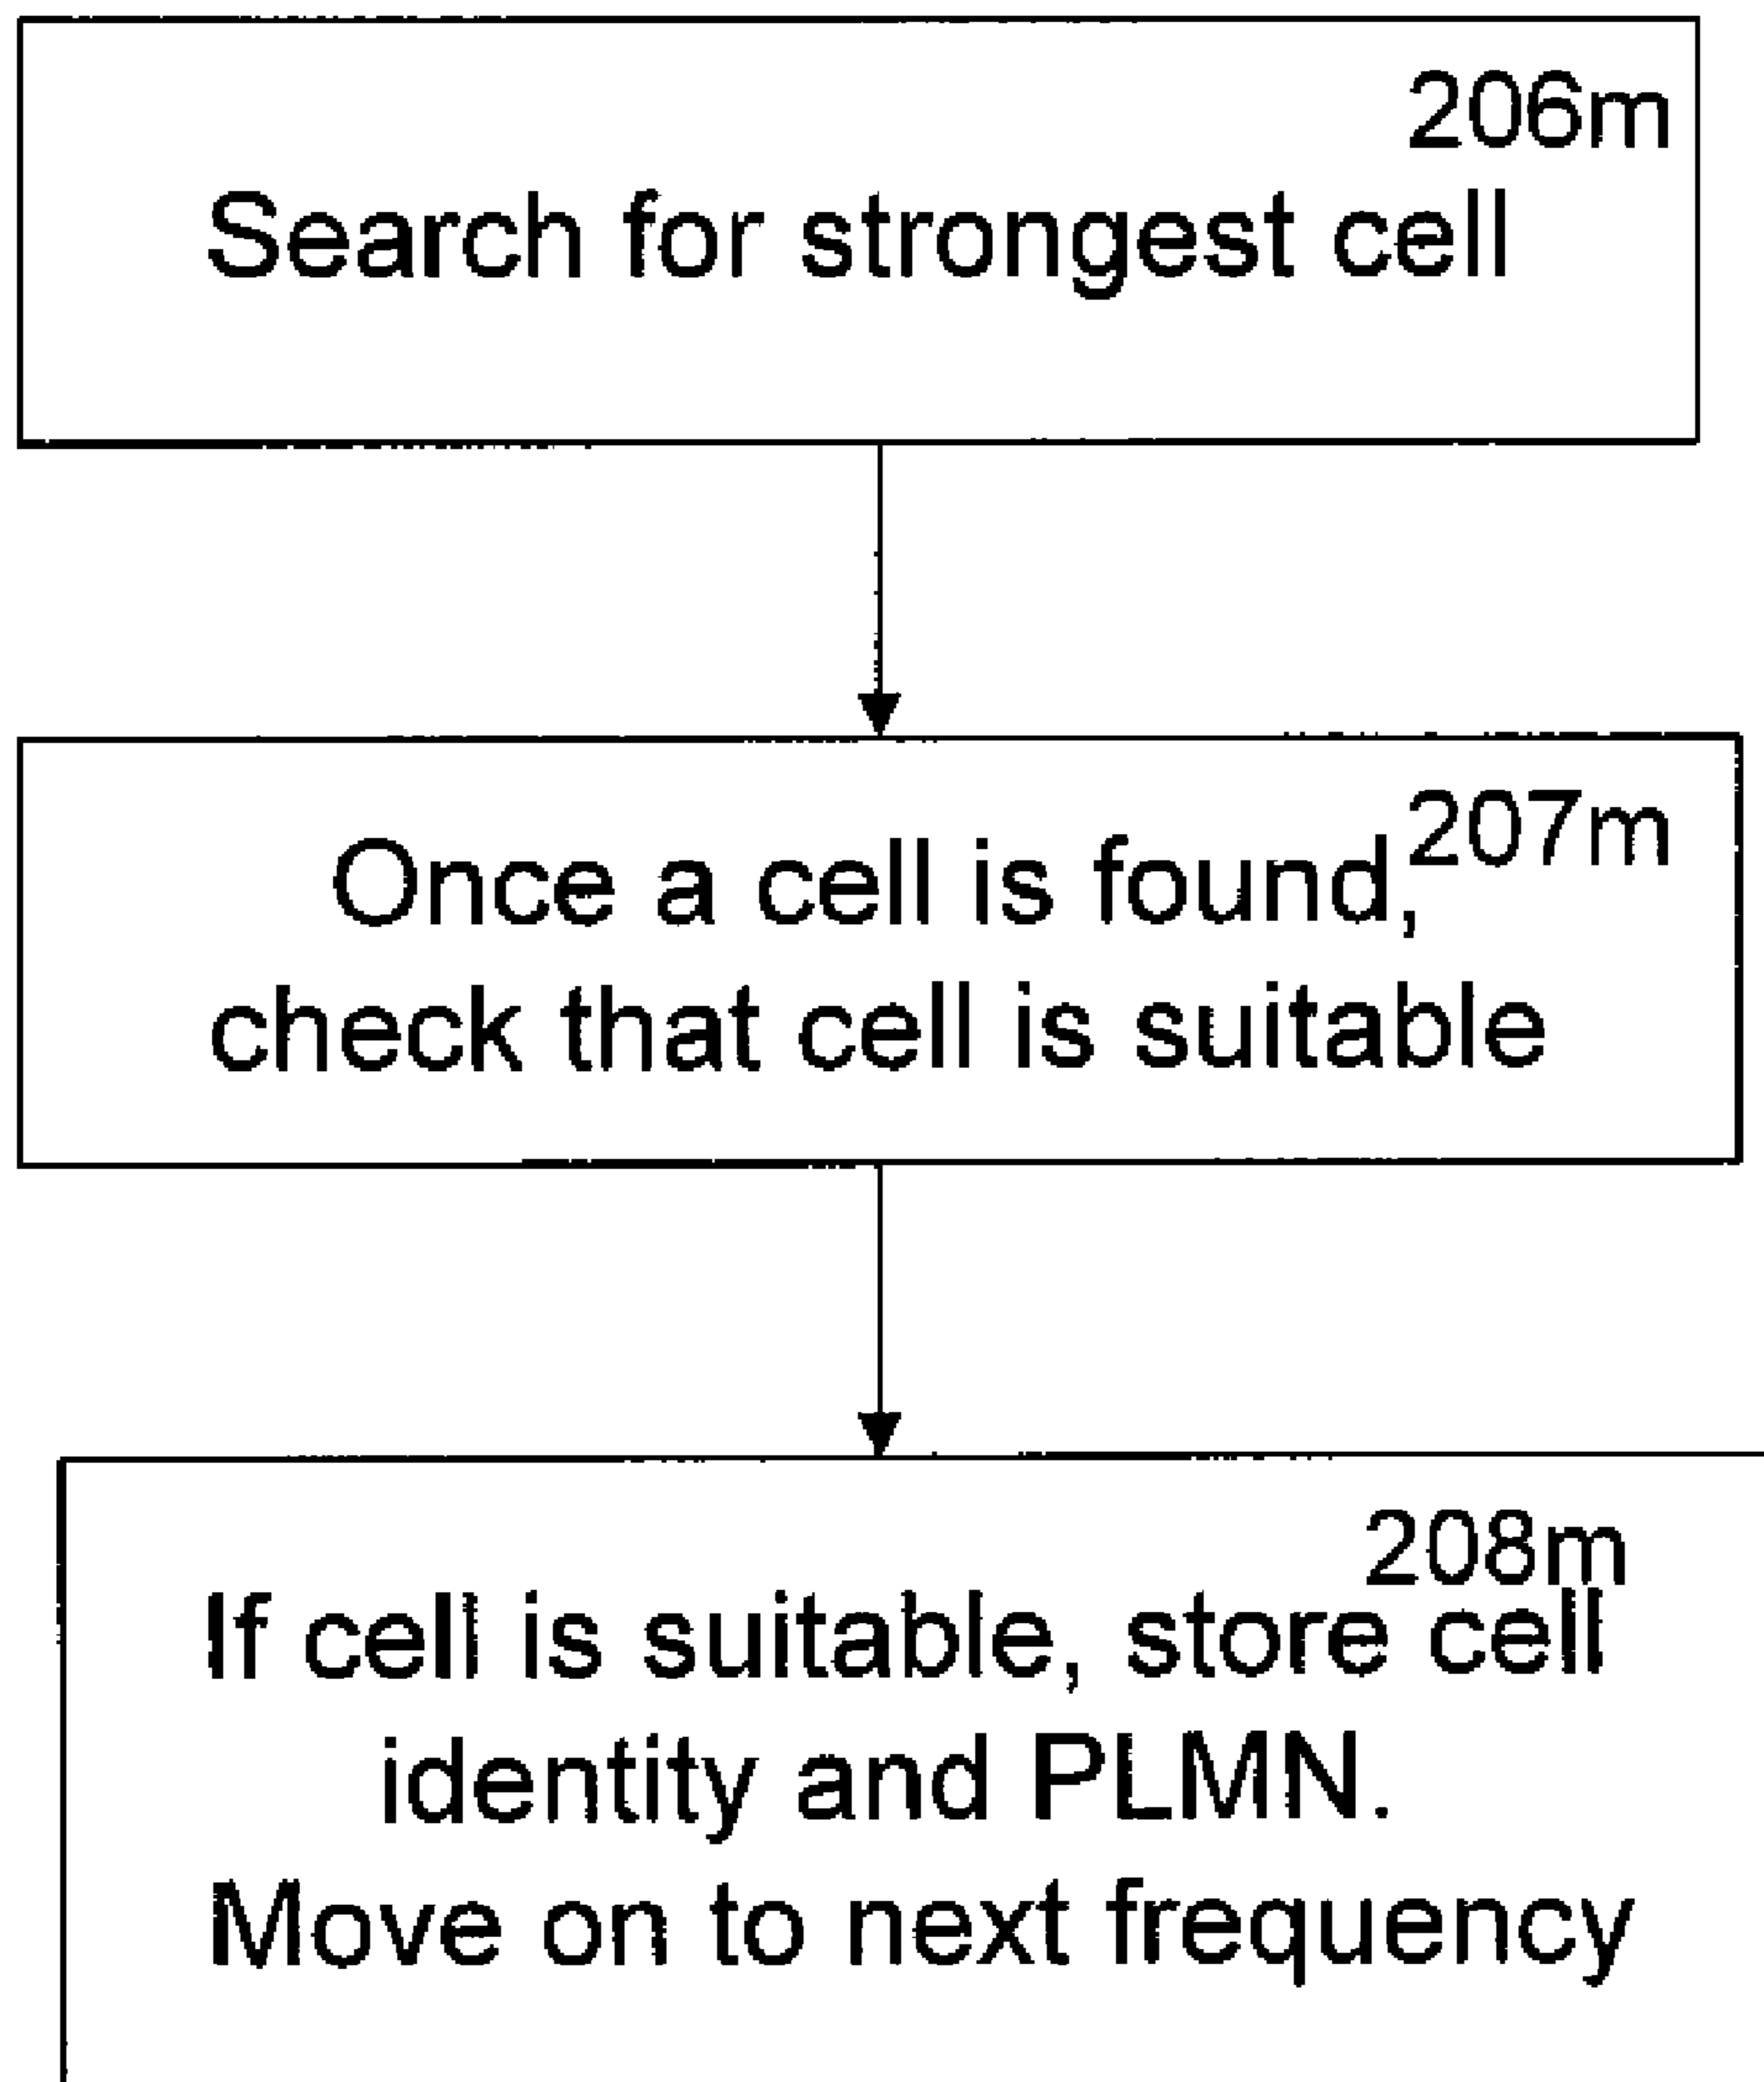 206m
Search for strongest cell
207m
Once a cell is found,
check that cell is suitable
208m
If cell is suitable, store cell
identity and PLMN.
Move on to next frequency